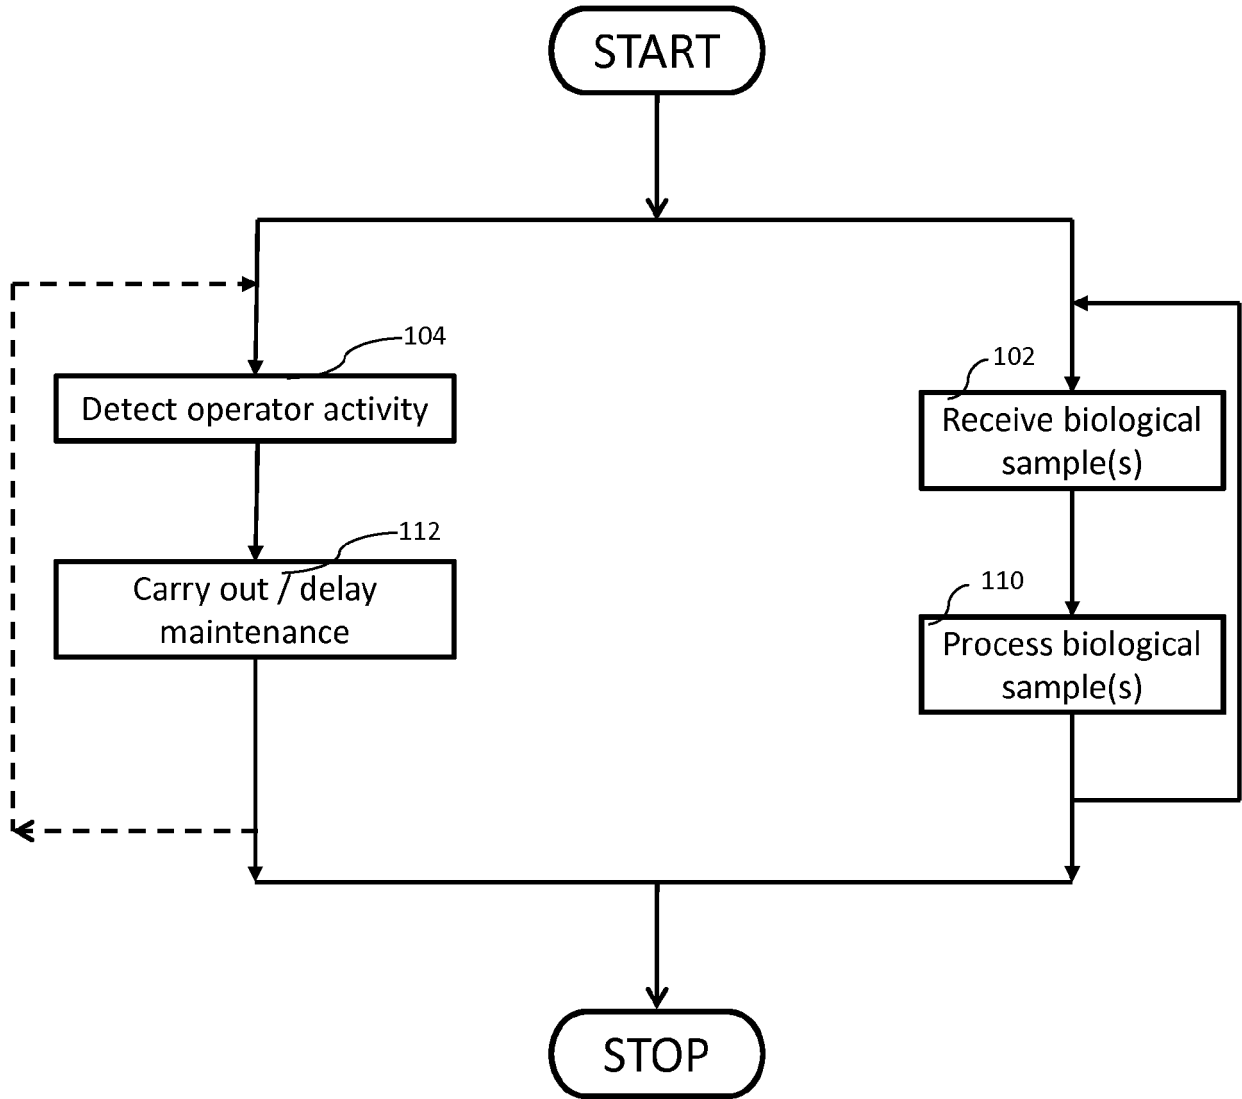 START
104
Detect operator activity
102
Receive biological
sample(s)
112
Carry out / delay
maintenance
110
Process biological
sample(s)
STOP